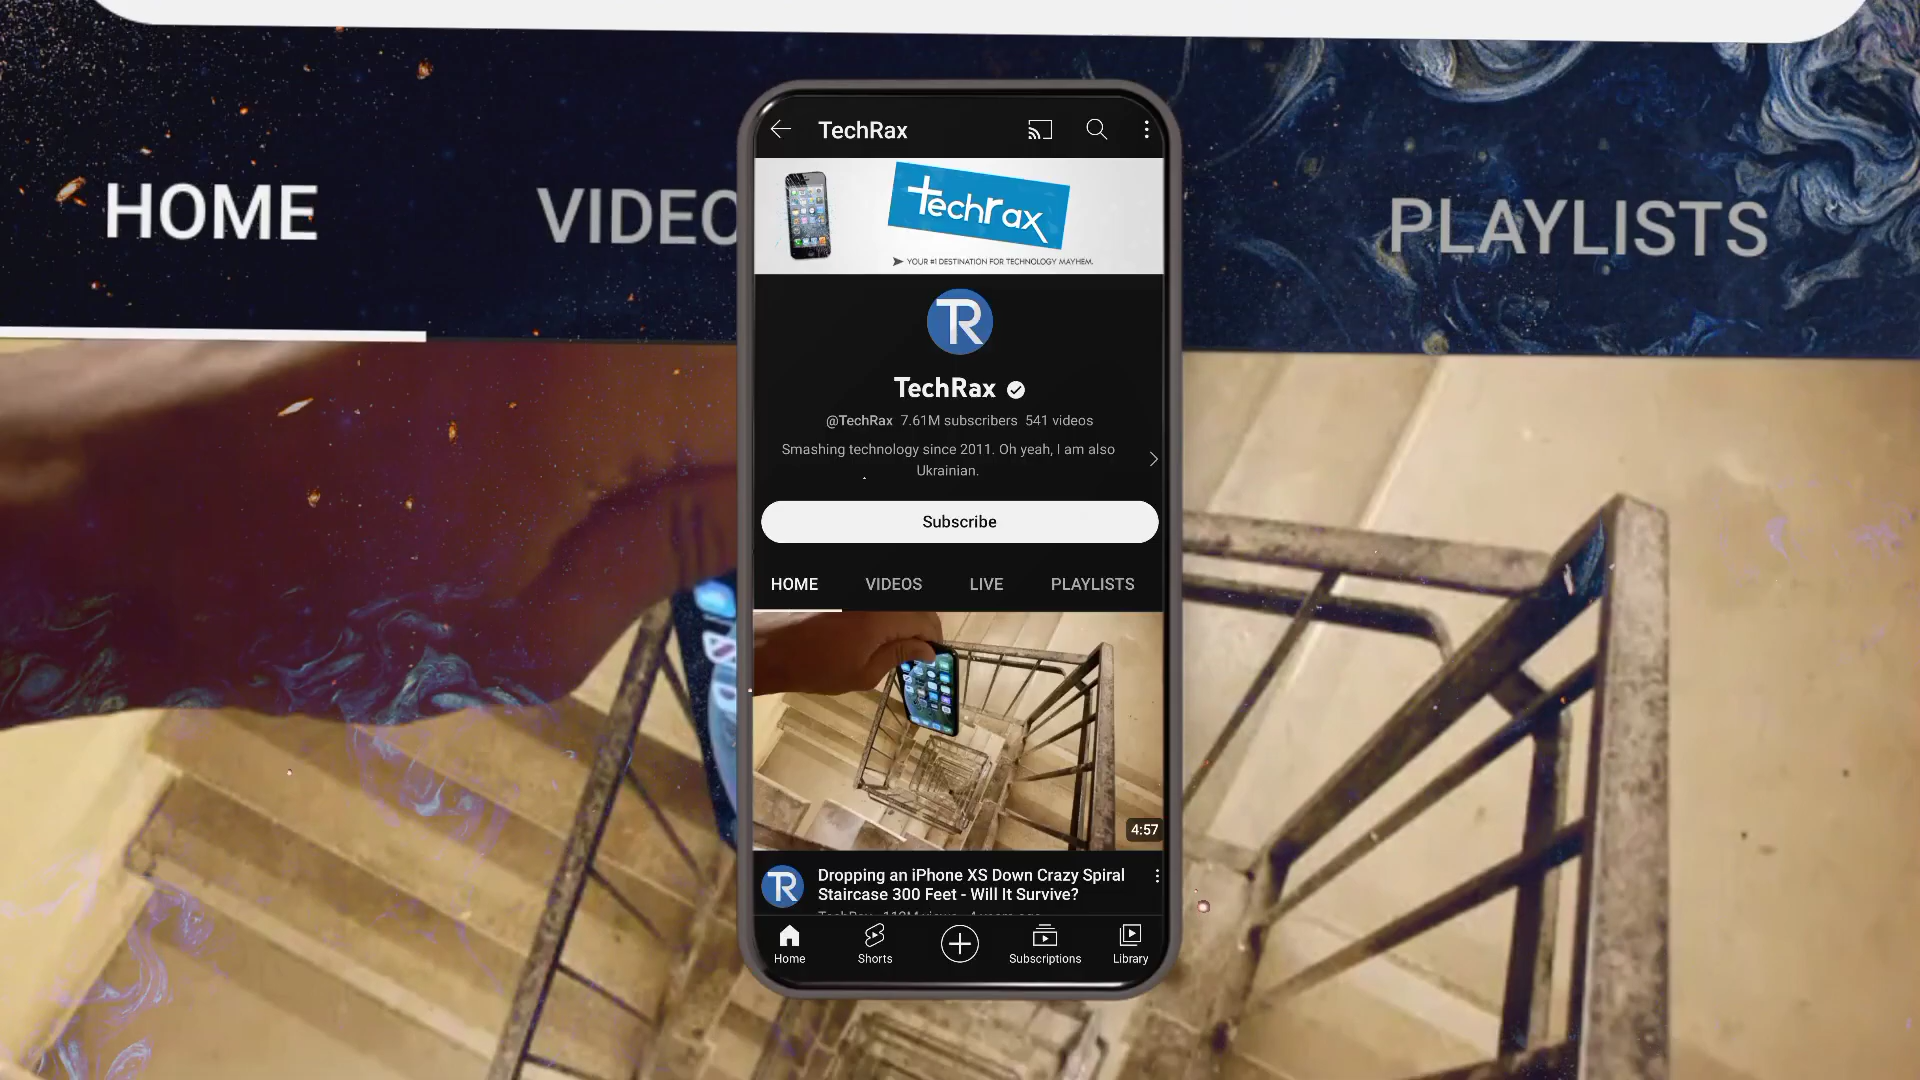 HOME
VIDEO
PLAYLISTS
TechRax
techrax
YOUR #1 DESTINATION FOR TECHNOLOGY MAYHEM.
TR
TechRax
@TechRax 7.61M subscribers 541 videos
Smashing technology since 2011. Oh yeah, I am also
Ukrainian.
Subscribe
HOME VIDEOS LIVE PLAYLISTS
4:57
TR
Dropping an iPhone XS Down Crazy Spiral
Staircase 300 Feet - Will It Survive?
Home Shorts Subscriptions Library